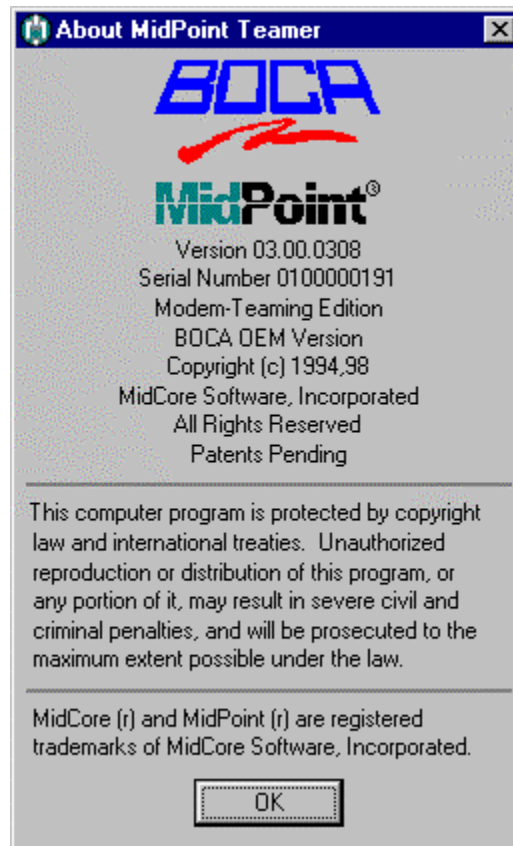 About MidPoint Teamer
BOCA
MidPoint®
Version 03.00.0308
Serial Number 0100000191
Modem-Teaming Edition
BOCA OEM Version
Copyright (c) 1994,98
MidCore Software, Incorporated
All Rights Reserved
Patents Pending
This computer program is protected by copyright
law and international treaties.  Unauthorized
reproduction or distribution of this program, or
any portion of it, may result in severe civil and
criminal penalties, and will be prosecuted to the
maximum extent possible under the law.
MidCore (r) and MidPoint (r) are registered
trademarks of MidCore Software, Incorporated.
OK